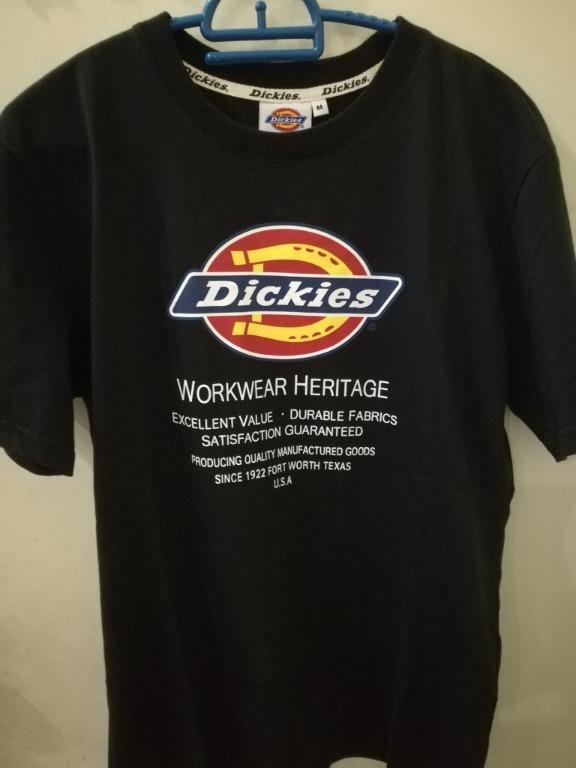 Dickies. Dickies. Dickies.
Dickies M
Dickies®
WORKWEAR HERITAGE
EXCELLENT VALUE · DURABLE FABRICS
SATISFACTION GUARANTEED
PRODUCING QUALITY MANUFACTURED GOODS
SINCE 1922 FORT WORTH TEXAS
U.S.A